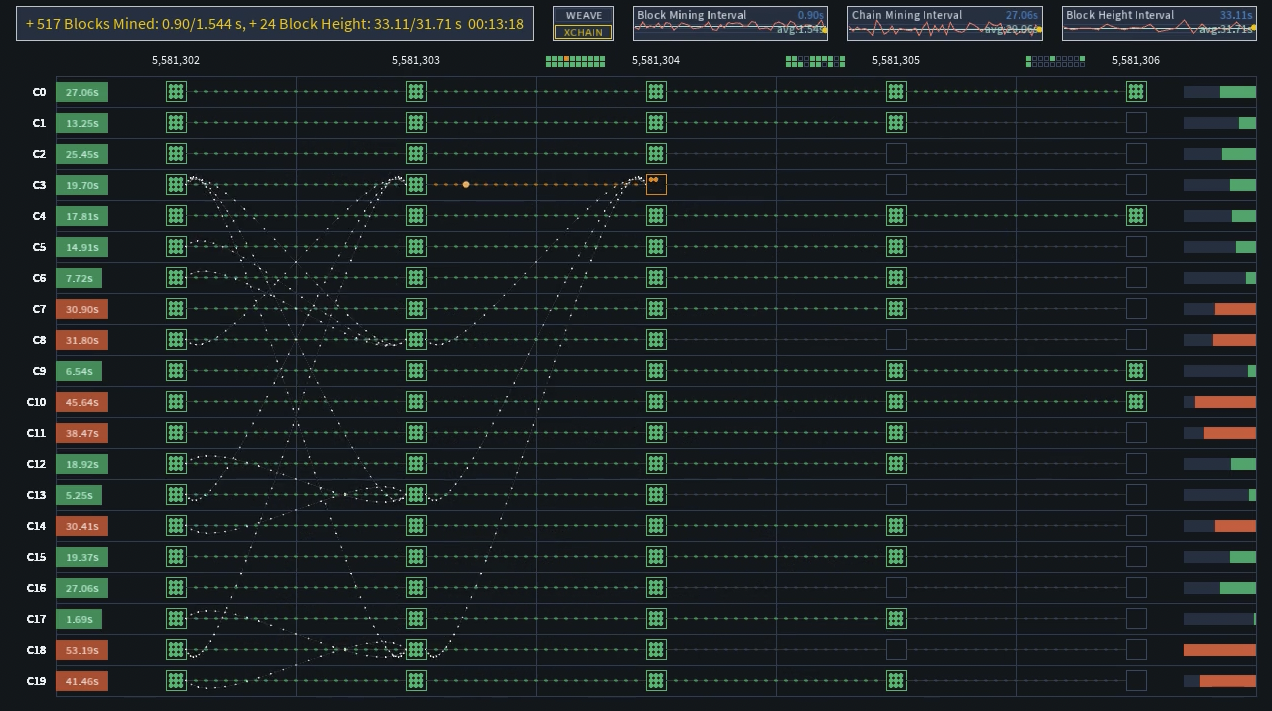 + 517 Blocks Mined: 0.90/1.544 s, + 24 Block Height: 33.11/31.71 s 00:13:18
WEAVE
XCHAIN
Block Mining Interval 0.90s
avg:1.54s
Chain Mining Interval 27.06s
Block Height Interval 33.11s
avg:31.71s
5,581,302 5,581,303 5,581,304 5,581,305 5,581,306
C0 27.06s
C1 13.25s
C2 25.45s
C3 19.70s
C4 17.81s
C5 14.91s
C6 7.72s
C7 30.90s
C8 31.80s
C9 6.54s
C10 45.64s
C11 38.47s
C12 18.92s
C13 5.25s
C14 30.41s
C15 19.37s
C16 27.06s
C17 1.69s
C18 53.19s
C19 41.46s